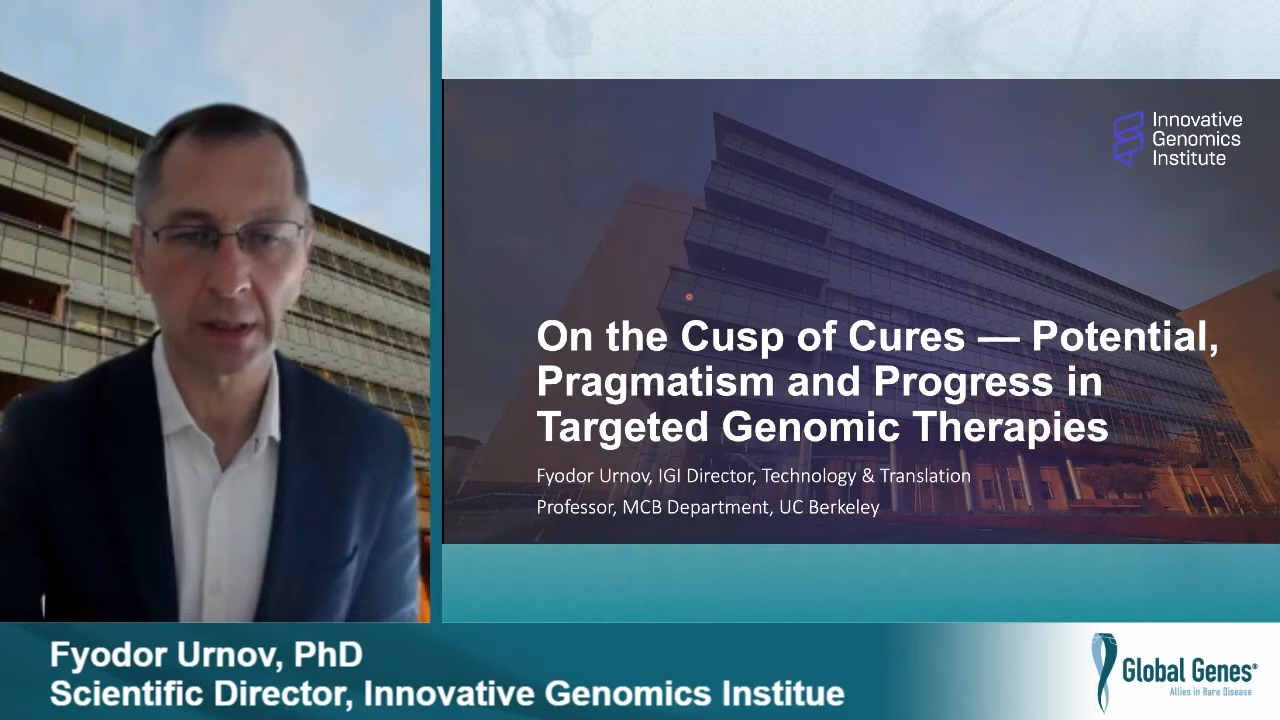 Innovative
Genomics
Institute
On the Cusp of Cures — Potential,
Pragmatism and Progress in
Targeted Genomic Therapies
Fyodor Urnov, IGI Director, Technology & Translation
Professor, MCB Department, UC Berkeley
Fyodor Urnov, PhD
Scientific Director, Innovative Genomics Institue
Global Genes®
Allies in Rare Disease